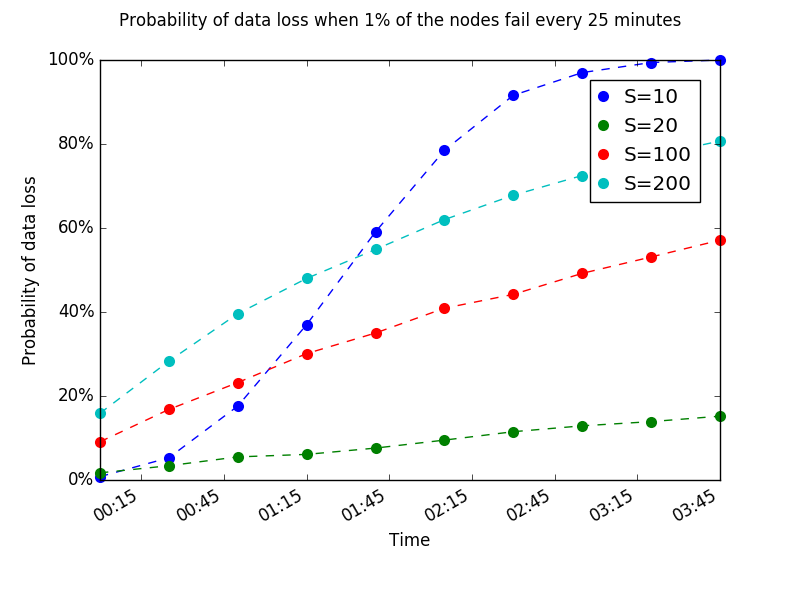 Probability of data loss when 1% of the nodes fail every 25 minutes
100%
80%
60%
40%
20%
0%
Probability of data loss
S=10
S=20
S=100
S=200
00:15
00:45
01:15
01:45
02:15
02:45
03:15
03:45
Time